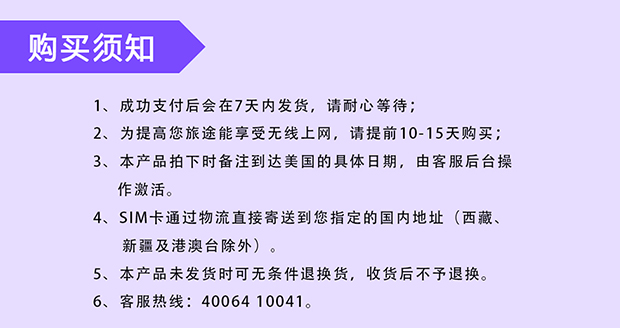 购买须知
1、成功支付后会在7天内发货，请耐心等待；
2、为提高您旅途能享受无线上网，请提前10-15天购买；
3、本产品拍下时备注到达美国的具体日期，由客服后台操
作激活。
4、SIM卡通过物流直接寄送到您指定的国内地址（西藏、
新疆及港澳台除外）。
5、本产品未发货时可无条件退换货，收货后不予退换。
6、客服热线：40064 10041。